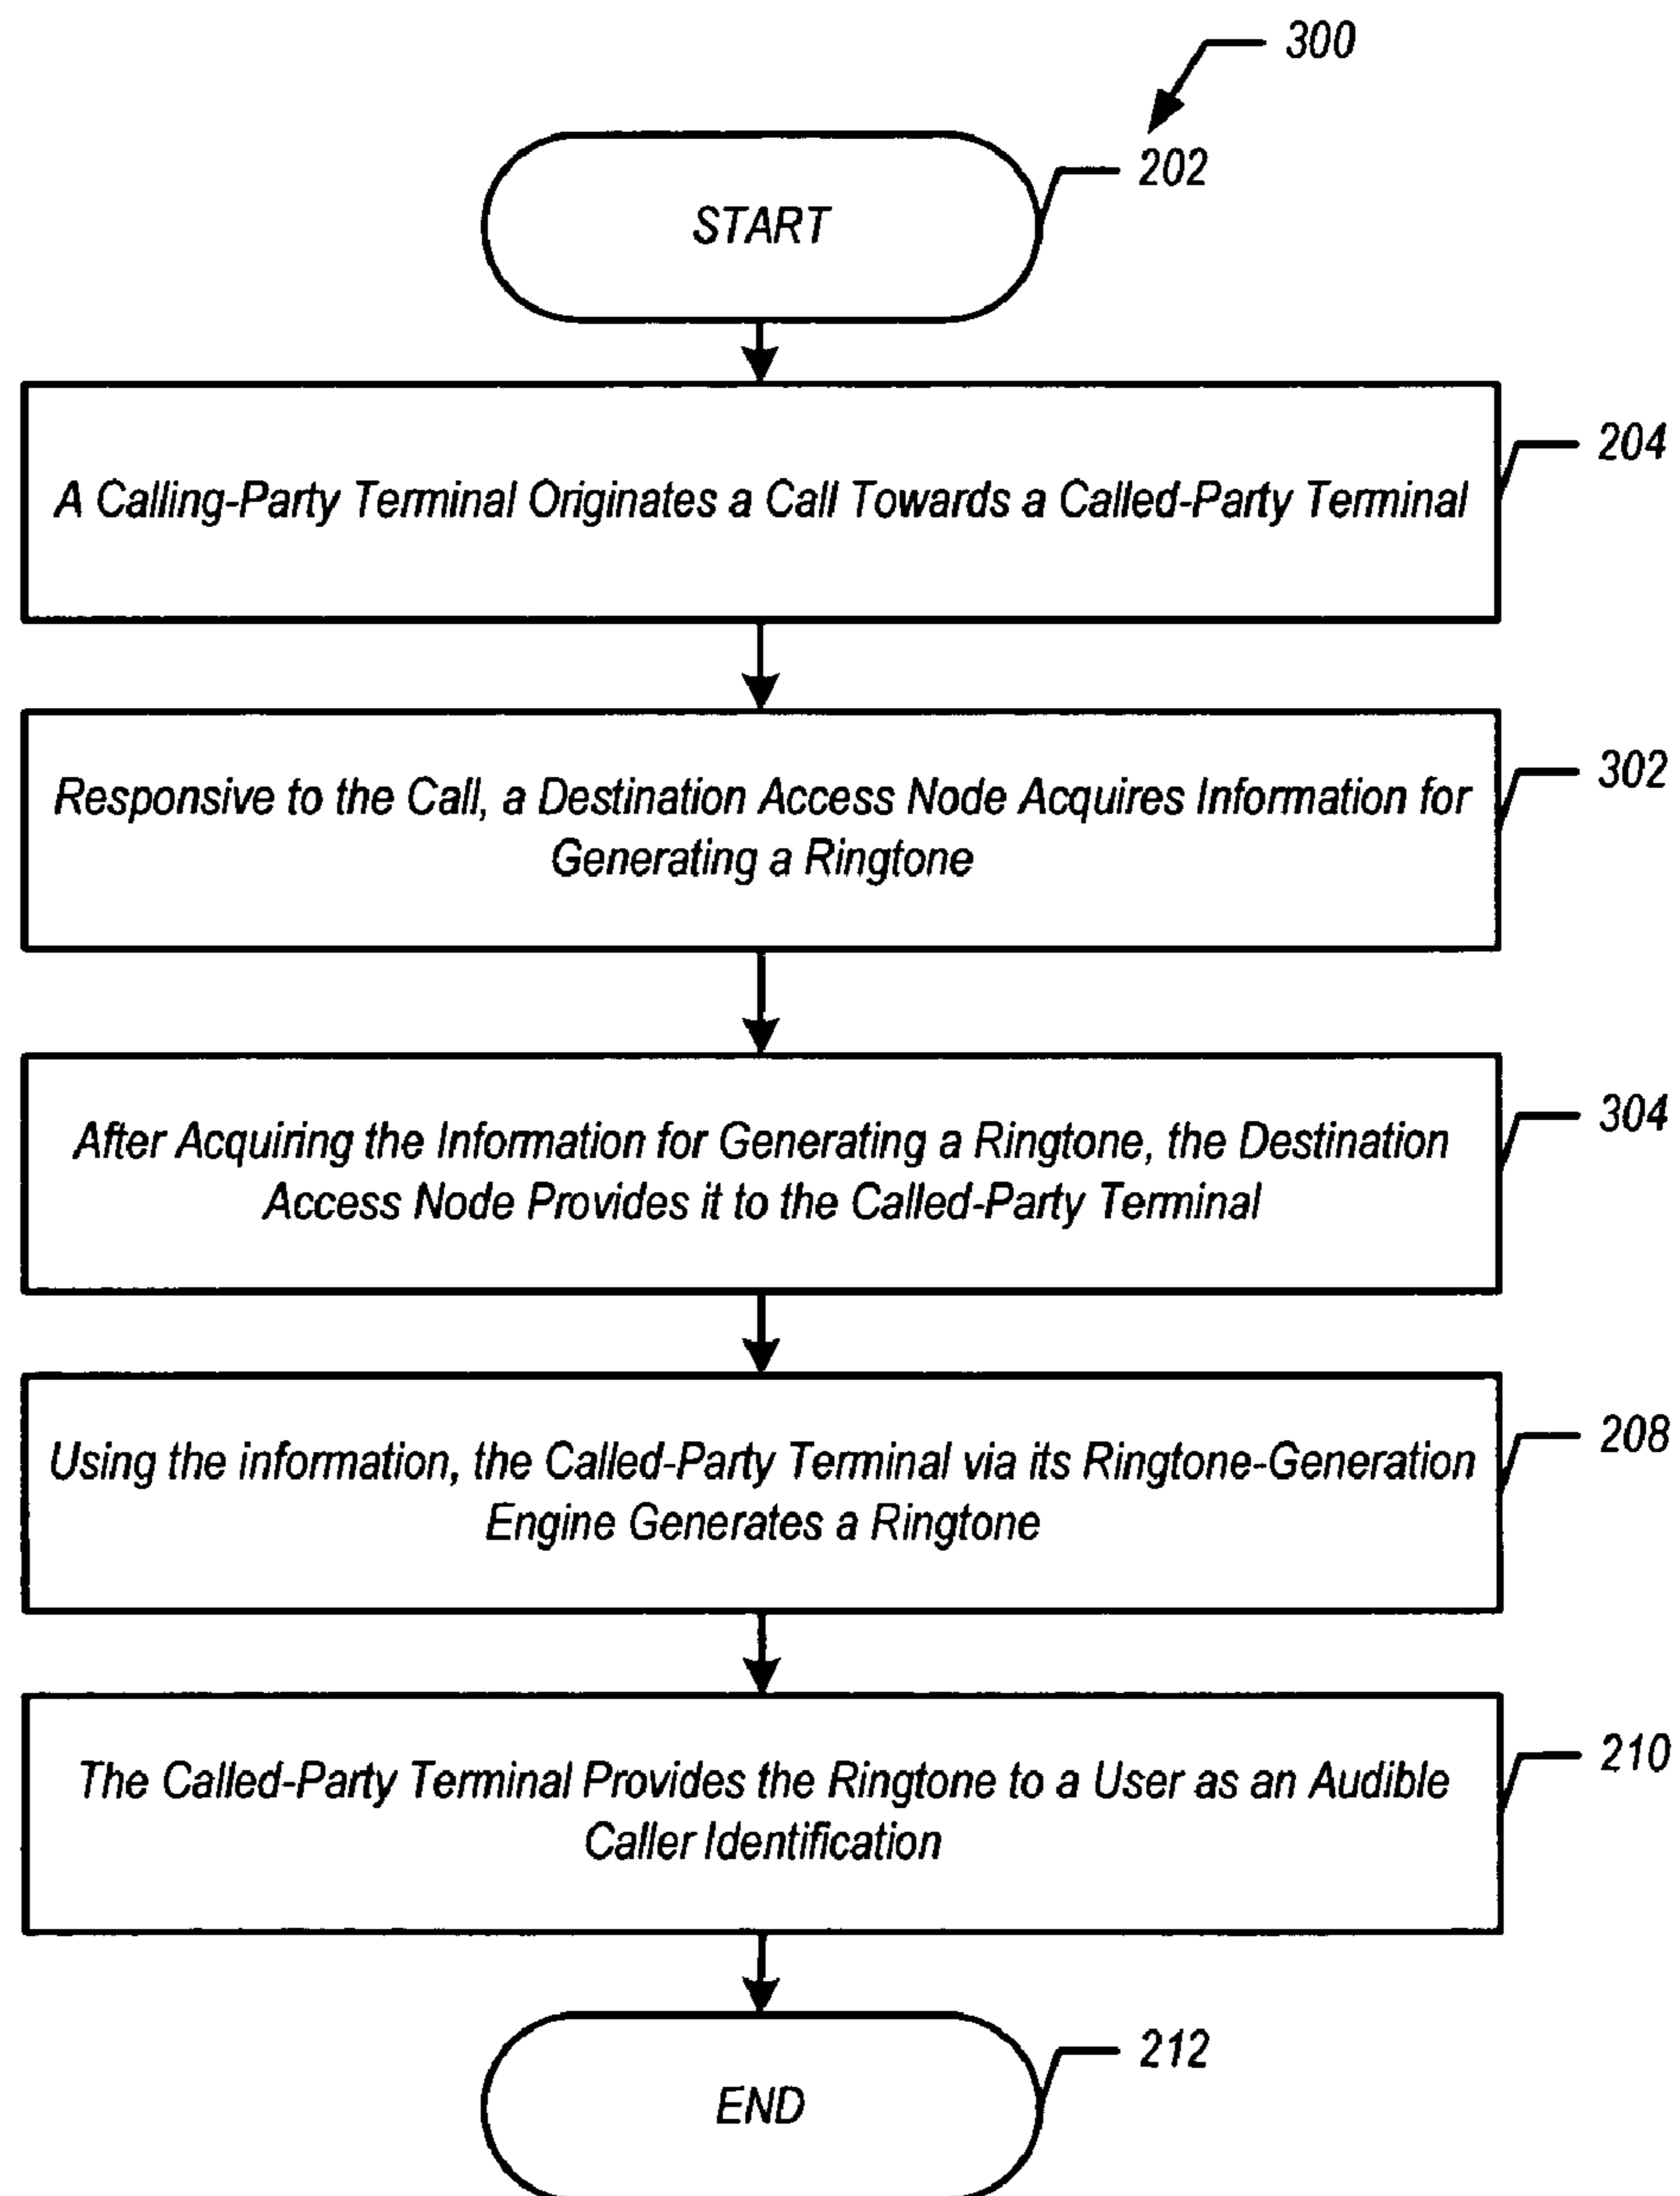 300
202
START
204
A Calling-Party Terminal Originates a Call Towards a Called-Party Terminal
302
Responsive to the Call, a Destination Access Node Acquires Information for
Generating a Ringtone
304
After Acquiring the Information for Generating a Ringtone, the Destination
Access Node Provides it to the Called-Party Terminal
208
Using the information, the Called-Party Terminal via its Ringtone-Generation
Engine Generates a Ringtone
210
The Called-Party Terminal Provides the Ringtone to a User as an Audible
Caller Identification
212
END